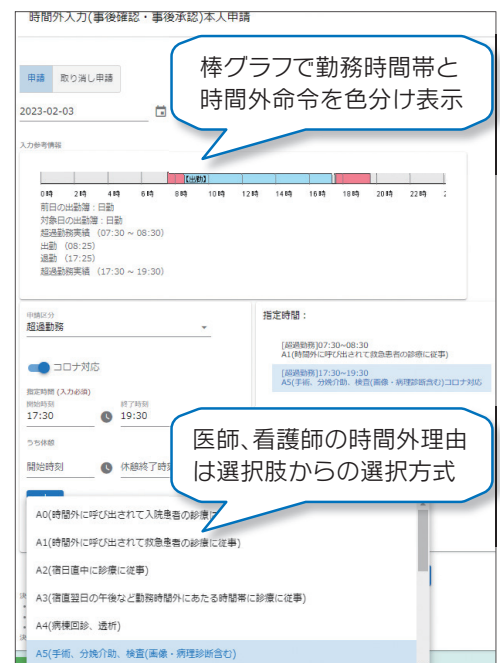 時間外入力(事後確認・事後承認)本人申請
申請 取り消し申請
棒グラフで勤務時間帯と
時間外命令を色分け表示
2023-02-03
入力参考情報
【出勤】
0時 2時 4時 6時 8時 10時 12時 14時 16時 18時 20時 22時
前日の出勤簿：日勤
対象日の出勤簿：日勤
超過勤務実績 （07:30 ~ 08:30)
出勤 （08:25)
退勤 （17:25)
超過勤務実績 （17:30 ~ 19:30)
申請区分
超過勤務
指定時間：
[超過勤務]07:30~08:30
A1(時間外に呼び出されて救急患者の診療に従事)
[超過勤務]17:30~19:30
A5(手術、分娩介助、検査(画像・病理診断含む)コロナ対応
コロナ対応
指定時間 (入力必須)
開始時刻 終了時刻
17:30 19:30
うち休憩
開始時刻 休憩終了時刻
医師、看護師の時間外理由
は選択肢からの選択方式
A0(時間外に呼び出されて入院患者の診療に
A1(時間外に呼び出されて救急患者の診療に従事)
A2(宿日直中に診療に従事)
A3(宿直翌日の午後など勤務時間外にあたる時間帯に診療に従事)
A4(病棟回診、透析)
A5(手術、分娩介助、検査(画像・病理診断含む)